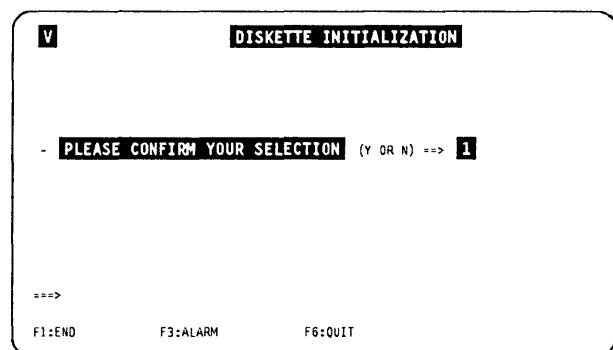 V DISKETTE INITIALIZATION
- PLEASE CONFIRM YOUR SELECTION (Y OR N) ==> 1
===>
F1:END F3:ALARM F6:QUIT